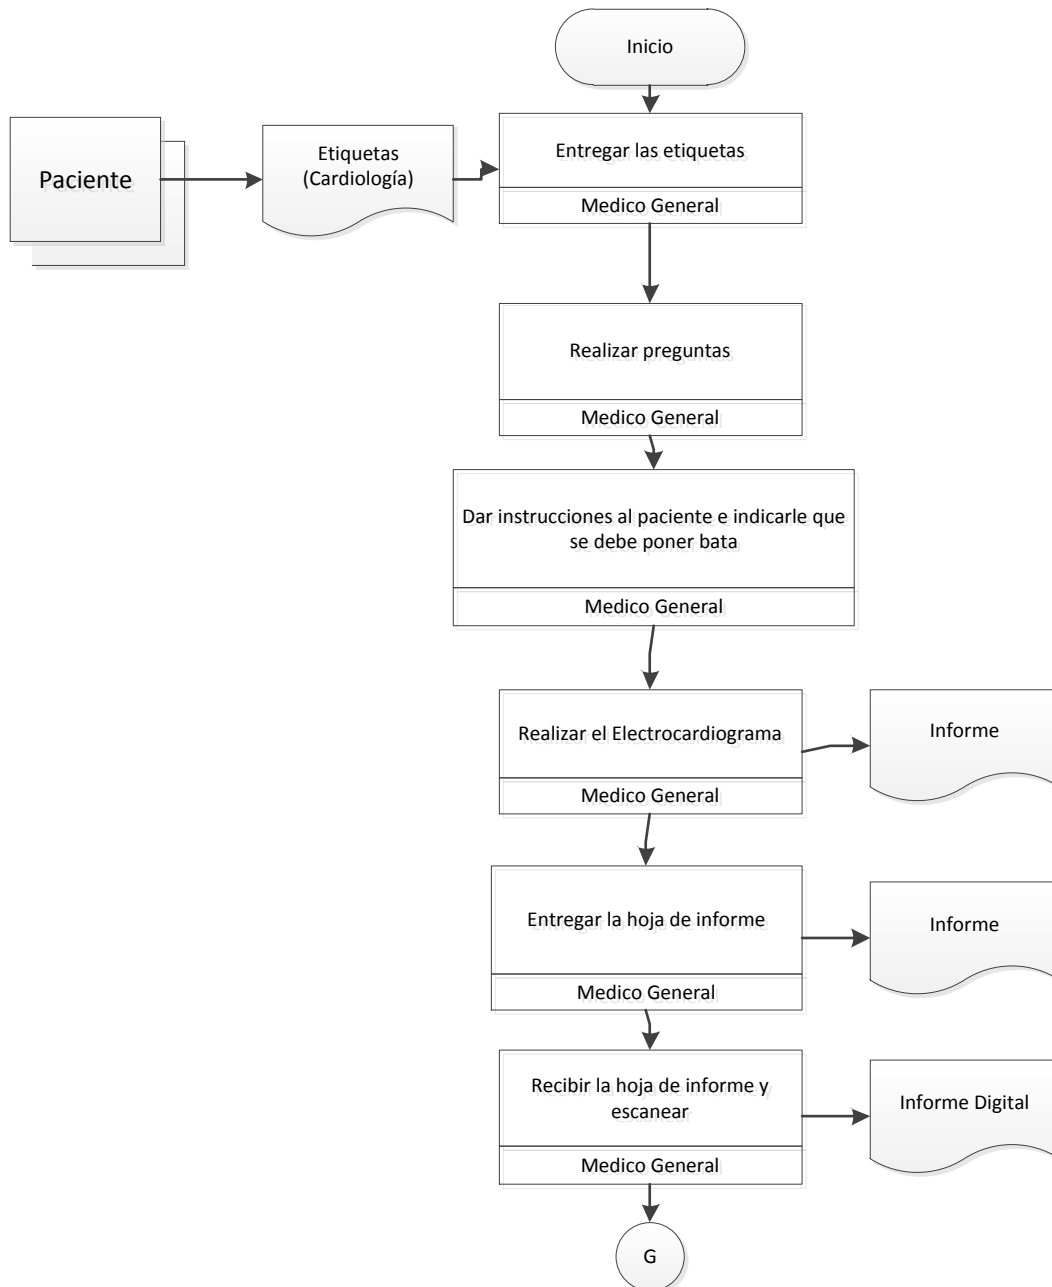 Inicio
Paciente
Etiquetas
(Cardiología)
Entregar las etiquetas
Medico General
Realizar preguntas
Medico General
Dar instrucciones al paciente e indicarle que
se debe poner bata
Medico General
Realizar el Electrocardiograma
Medico General
Informe
Entregar la hoja de informe
Medico General
Informe
Recibir la hoja de informe y
escanear
Medico General
Informe Digital
G